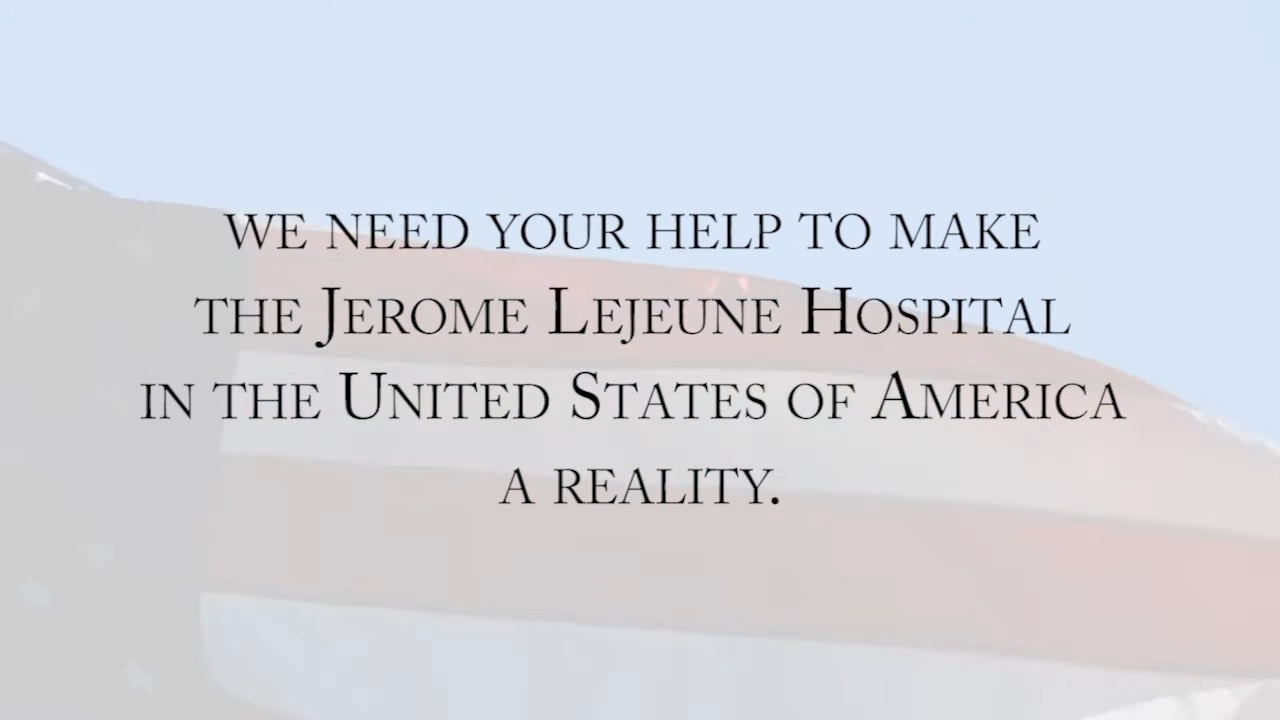 WE NEED YOUR HELP TO MAKE
THE JEROME LEJEUNE HOSPITAL
IN THE UNITED STATES OF AMERICA
A REALITY.